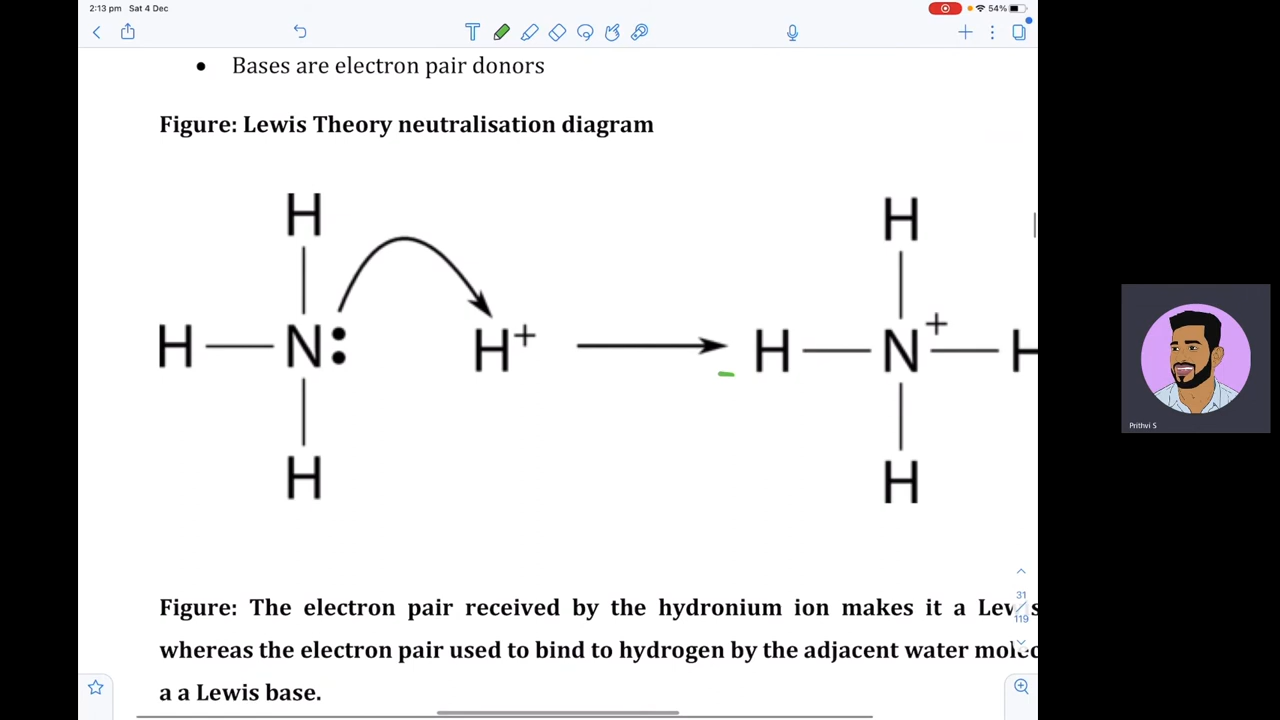 2:13 pm Sat 4 Dec
54%
Bases are electron pair donors
Figure: Lewis Theory neutralisation diagram
H H
H N: H+ H N+ H
H H
31
119
Figure: The electron pair received by the hydronium ion makes it a
whereas the electron pair used to bind to hydrogen by the adjacent water
a a Lewis base.
Prithvi S